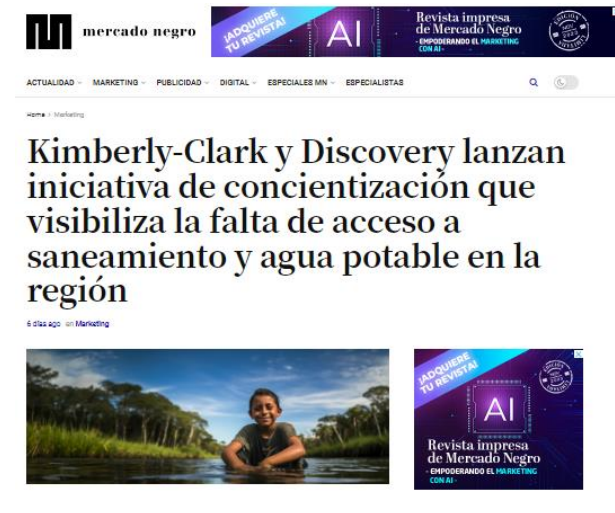 mercado negro
¡ADQUIERE
TU REVISTA!
AI
Revista impresa
de Mercado Negro
- EMPODERANDO EL MARKETING
CON AI -
EDICIÓN
ACTUALIDAD MARKETING PUBLICIDAD DIGITAL ESPECIALES MN ESPECIALISTAS
Home > Marketing
Kimberly-Clark y Discovery lanzan
iniciativa de concientización que
visibiliza la falta de acceso a
saneamiento y agua potable en la
región
6 días ago en Marketing
¡ADQUIERE
TU REVISTA!
AI
Revista impresa
de Mercado Negro
- EMPODERANDO EL MARKETING
CON AI -